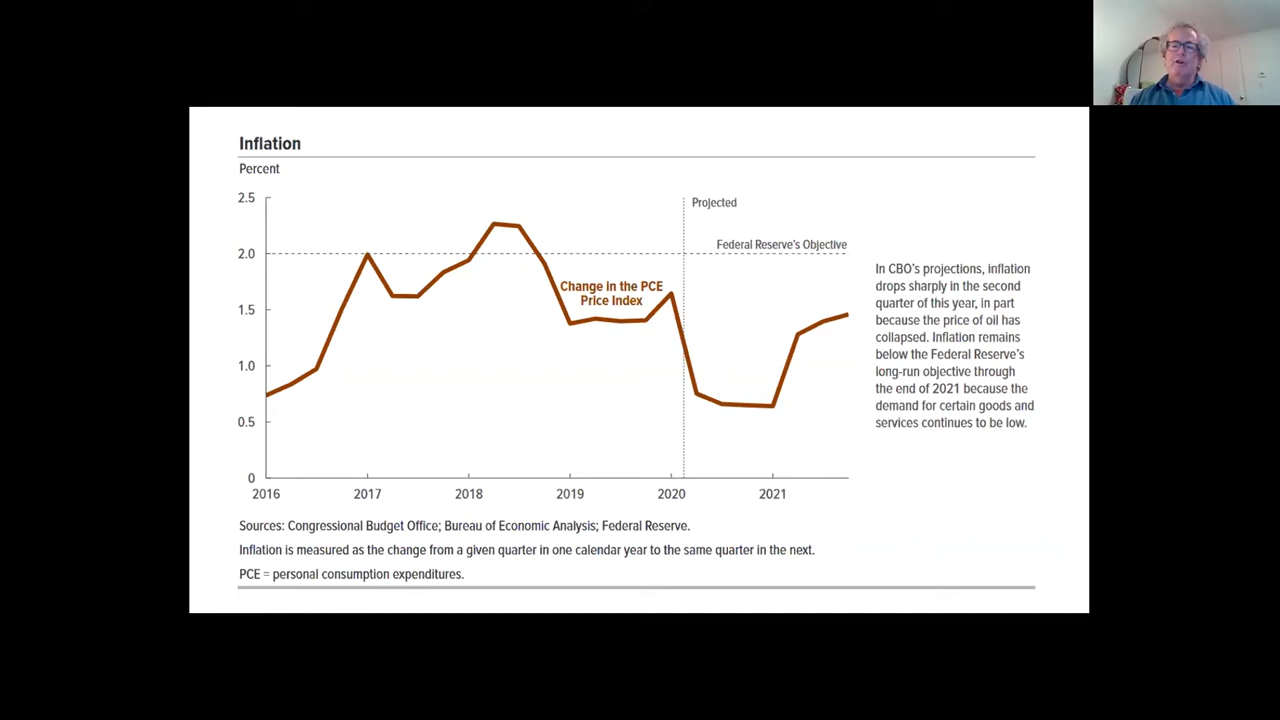 Inflation
Percent
2.5
Projected
Federal Reserve's Objective
2.0
In CBO's projections, inflation
drops sharply in the second
quarter of this year, in part
because the price of oil has
collapsed. Inflation remains
below the Federal Reserve's
long-run objective through
the end of 2021 because the
demand for certain goods and
services continues to be low.
Change in the PCE
Price Index
1.5
1.0
0.5
0
2016 2017 2018 2019 2020 2021
Sources: Congressional Budget Office; Bureau of Economic Analysis; Federal Reserve.
Inflation is measured as the change from a given quarter in one calendar year to the same quarter in the next.
PCE = personal consumption expenditures.